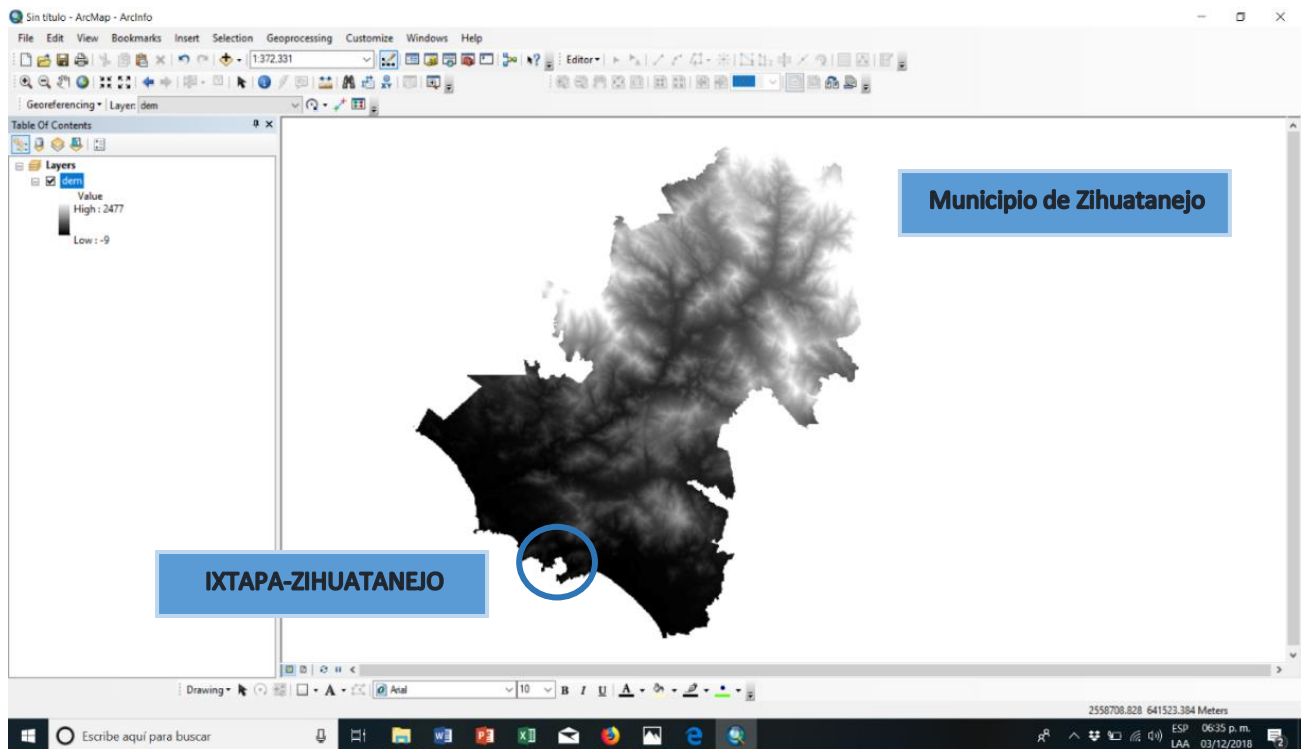 Sin título - ArcMap - ArcInfo
File Edit View Bookmarks Insert Selection Geoprocessing Customize Windows Help
1:372.331
Editor
Georeferencing Layer: dem
Table Of Contents
Layers
dem
Value
High : 2477
Low : -9
Municipio de Zihuatanejo
IXTAPA-ZIHUATANEJO
Drawing A Arial 10 B I U A
2558708.828 641523.384 Meters
Escribe aquí para buscar
ESP 06:35 p. m.
LAA 03/12/2018
2